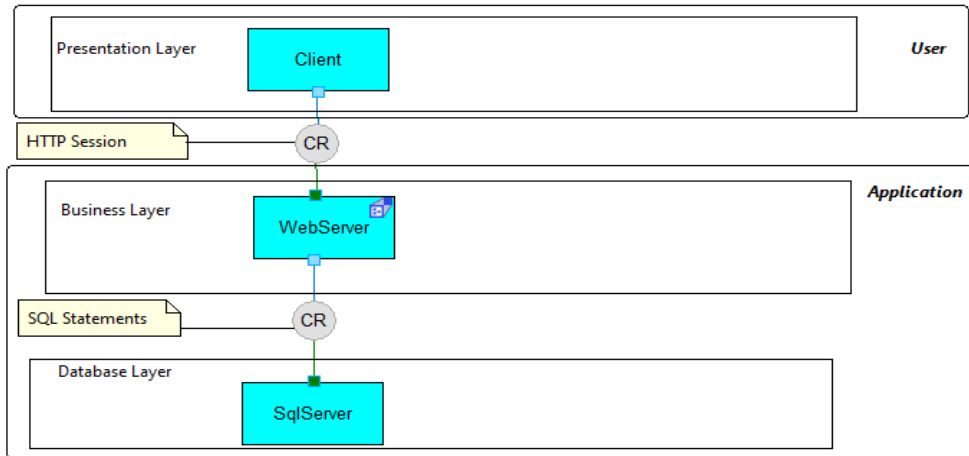 Presentation Layer
Client
User
HTTP Session
CR
Application
Business Layer
WebServer
SQL Statements
CR
Database Layer
SqlServer